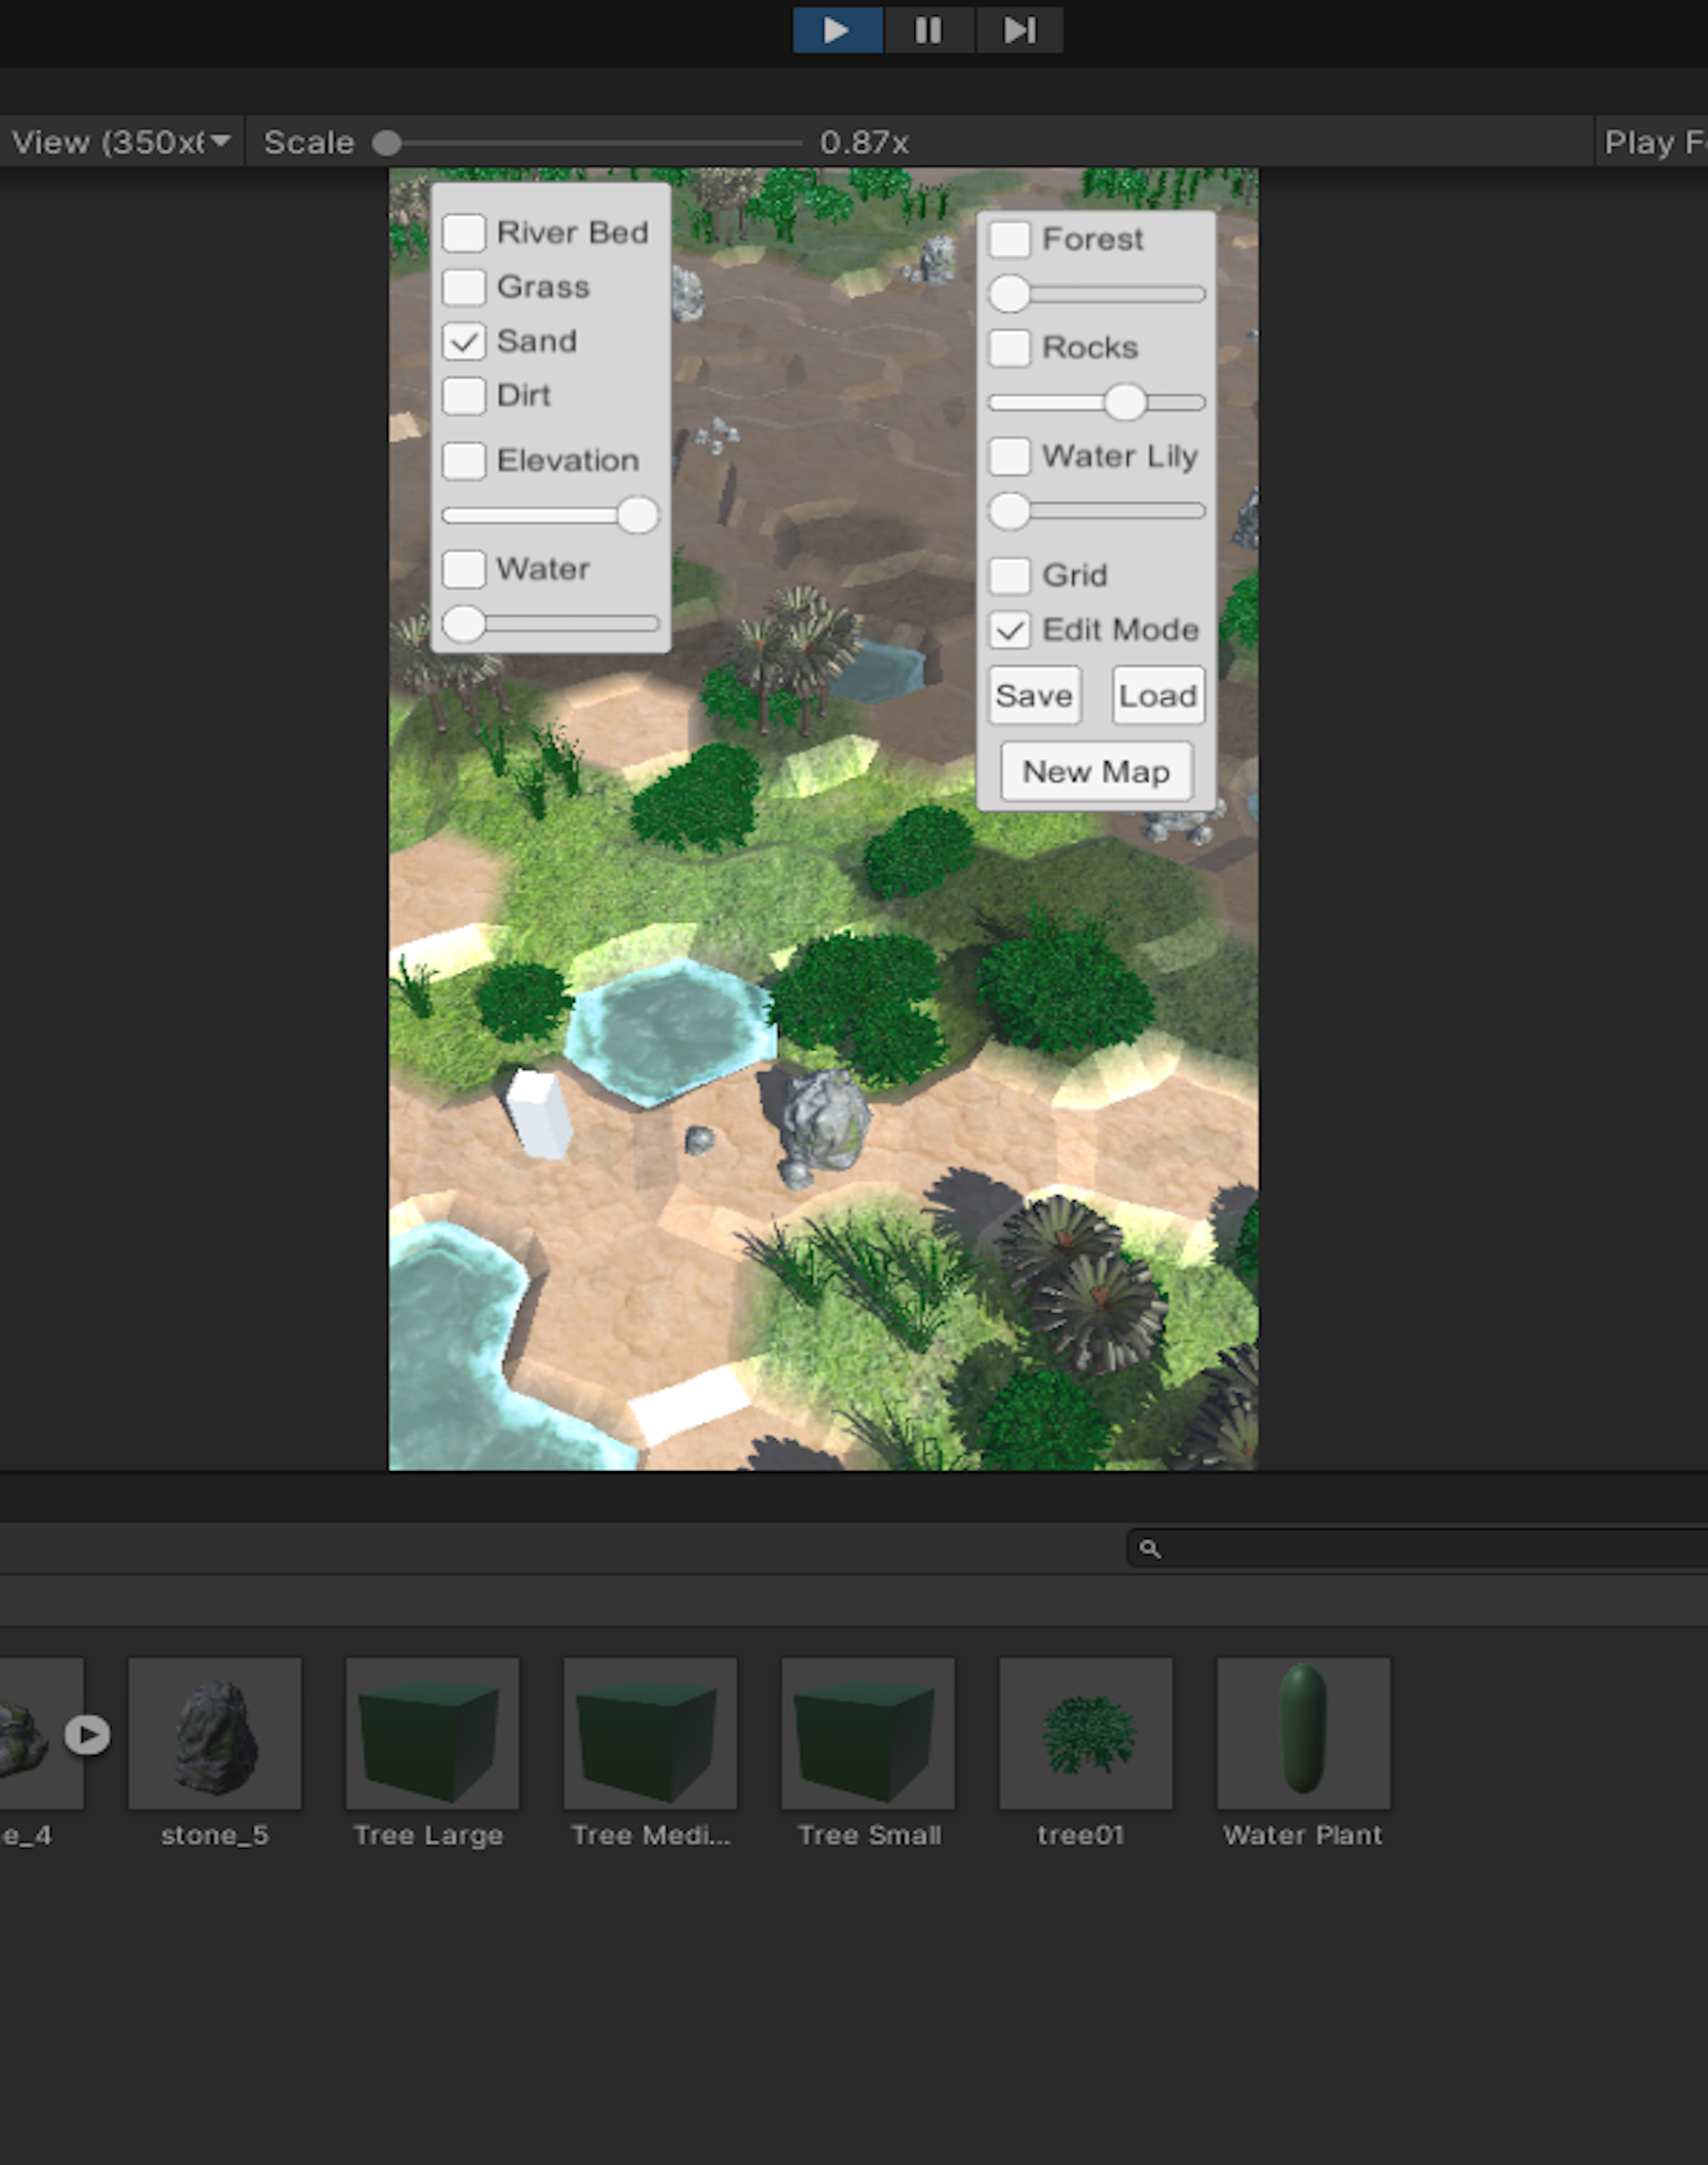 View (350x
Scale
0.87x
Play F
River Bed
Grass
Sand
Dirt
Elevation
Water
Forest
Rocks
Water Lily
Grid
Edit Mode
Save
Load
New Map
e_4
stone_5
Tree Large
Tree Medi...
Tree Small
tree01
Water Plant